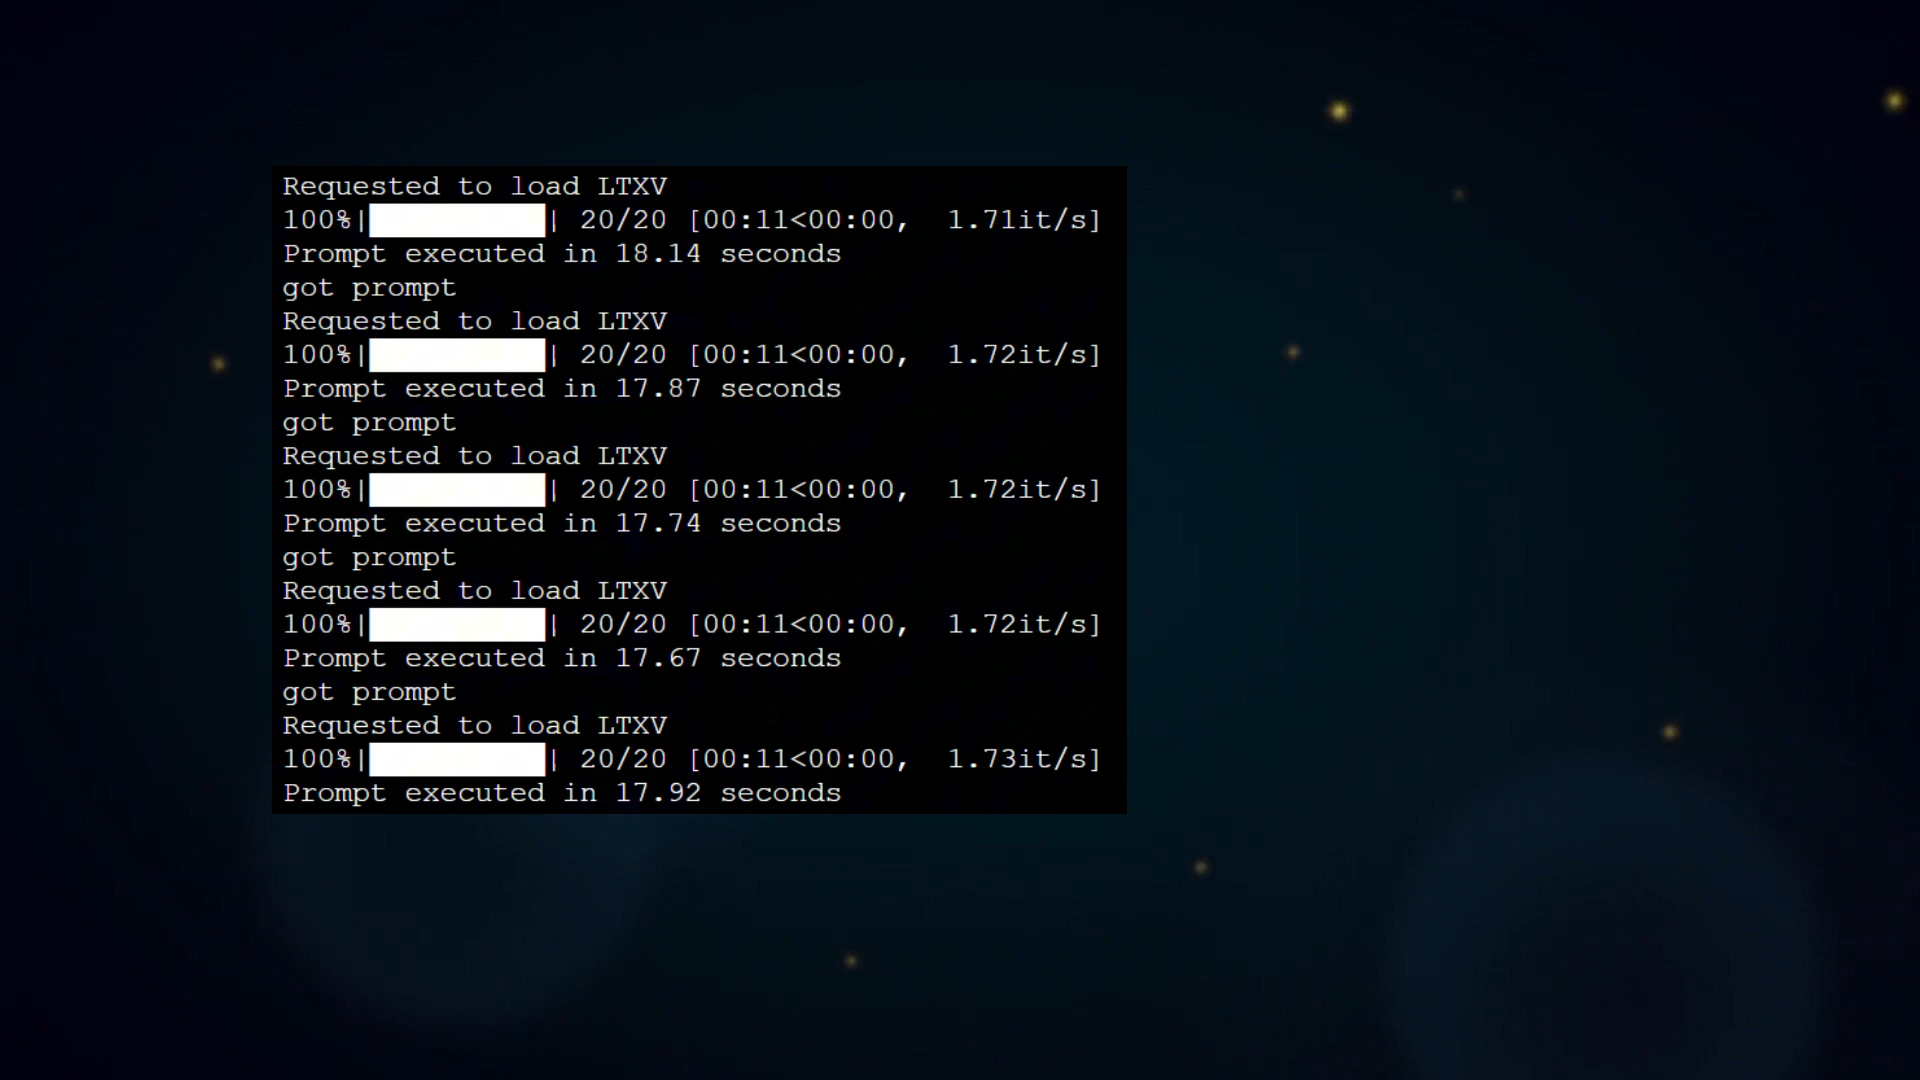 Requested to load LTXV
100%|██████████| 20/20 [00:11<00:00,  1.71it/s]
Prompt executed in 18.14 seconds
got prompt
Requested to load LTXV
100%|██████████| 20/20 [00:11<00:00,  1.72it/s]
Prompt executed in 17.87 seconds
got prompt
Requested to load LTXV
100%|██████████| 20/20 [00:11<00:00,  1.72it/s]
Prompt executed in 17.74 seconds
got prompt
Requested to load LTXV
100%|██████████| 20/20 [00:11<00:00,  1.72it/s]
Prompt executed in 17.67 seconds
got prompt
Requested to load LTXV
100%|██████████| 20/20 [00:11<00:00,  1.73it/s]
Prompt executed in 17.92 seconds